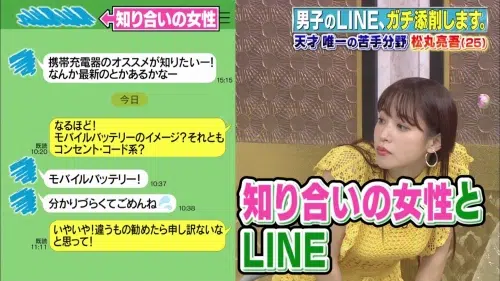 ←知り合いの女性
携帯充電器のオススメが知りたいー!
なんか最新のとかあるかなー
15:15
今日
なるほど!
モバイルバッテリーのイメージ?それとも
コンセント・コード系?
既読
10:20
モバイルバッテリー!
10:37
分かりづらくてごめんね💦
10:38
いやいや!違うもの勧めたら申し訳ないな
と思って!
既読
11:11
男子のLINE、ガチ添削します。
天才 唯一の苦手分野 松丸亮吾(25)
知り合いの女性と
LINE